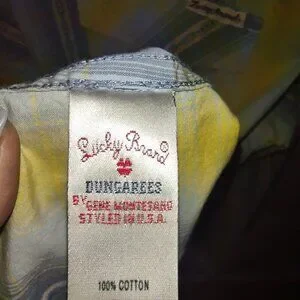 Lucky Brand
DUNGAREES
BY GENE MONTESANO
STYLED IN U.S.A.
100% COTTON